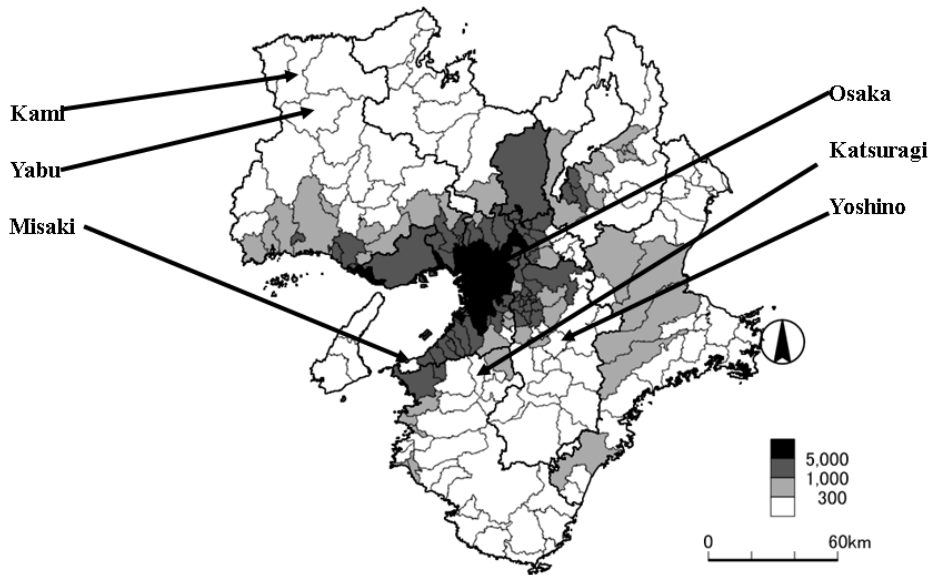 Kami
Yabu
Misaki
Osaka
Katsuragi
Yoshino
5,000
1,000
300
0 60km